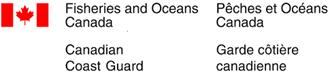 Fisheries and Oceans
Canada
Pêches et Océans
Canada
Canadian
Coast Guard
Garde côtière
canadienne